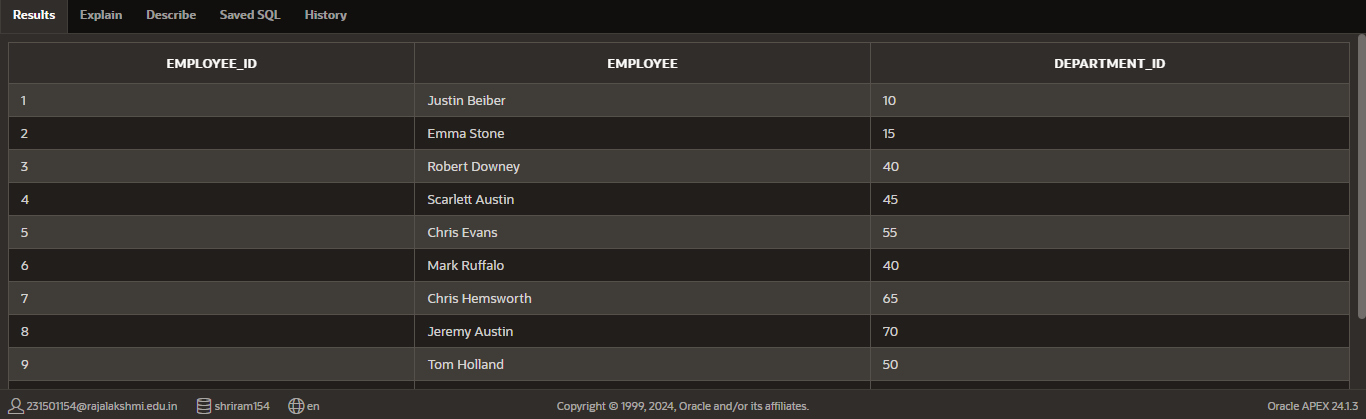 Results Explain Describe Saved SQL History
EMPLOYEE_ID EMPLOYEE DEPARTMENT_ID
1 Justin Beiber 10
2 Emma Stone 15
3 Robert Downey 40
4 Scarlett Austin 45
5 Chris Evans 55
6 Mark Ruffalo 40
7 Chris Hemsworth 65
8 Jeremy Austin 70
9 Tom Holland 50
231501154@rajalakshmi.edu.in shriram154 en Copyright © 1999, 2024, Oracle and/or its affiliates. Oracle APEX 24.1.3